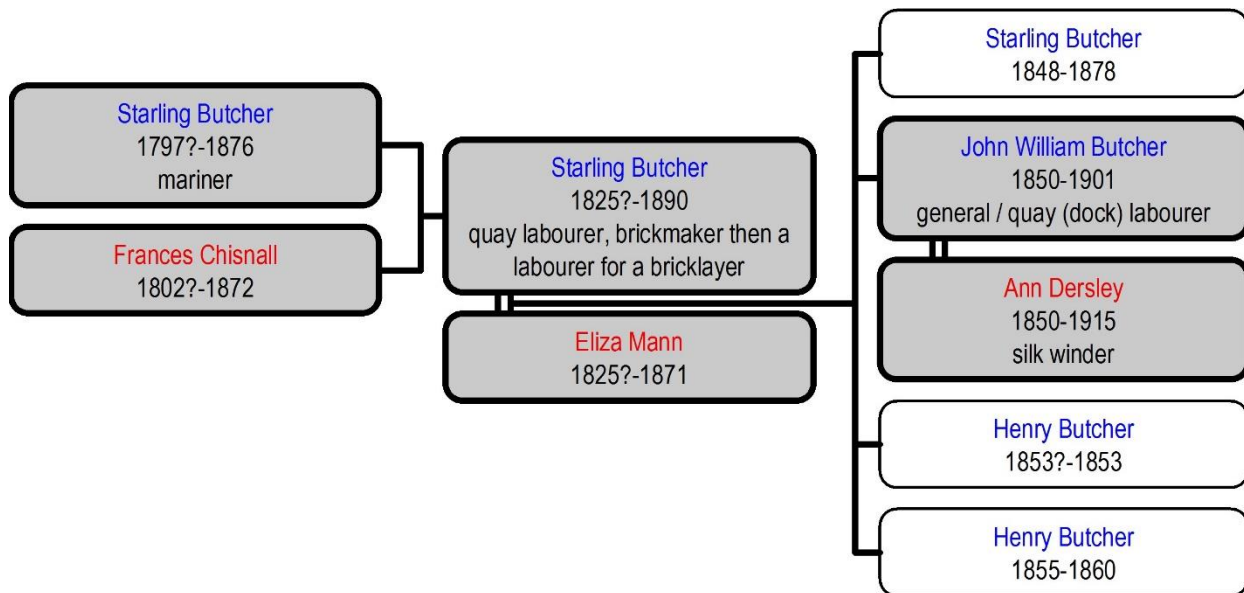 Starling Butcher
1797?-1876
mariner
Frances Chisnall
1802?-1872
Starling Butcher
1825?-1890
quay labourer, brickmaker then a
labourer for a bricklayer
Eliza Mann
1825?-1871
Starling Butcher
1848-1878
John William Butcher
1850-1901
general / quay (dock) labourer
Ann Dersley
1850-1915
silk winder
Henry Butcher
1853?-1853
Henry Butcher
1855-1860